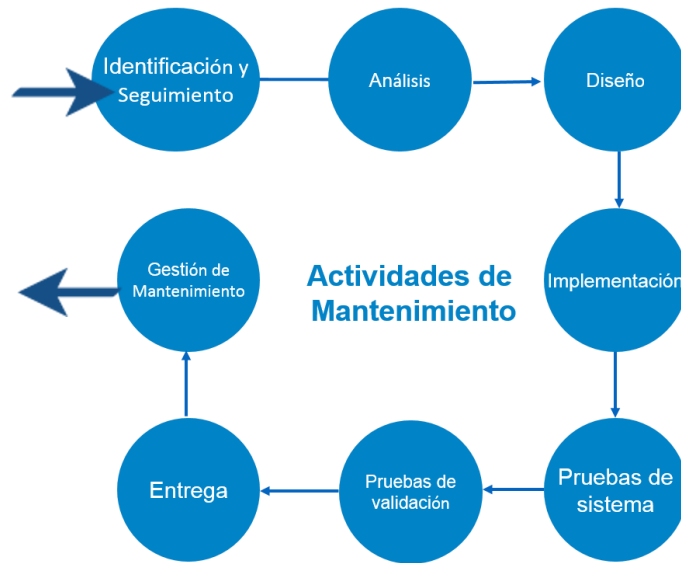 Identificación y
Seguimiento
Análisis
Diseño
Implementación
Pruebas de
sistema
Pruebas de
validación
Entrega
Gestión de
Mantenimiento
Actividades de
Mantenimiento